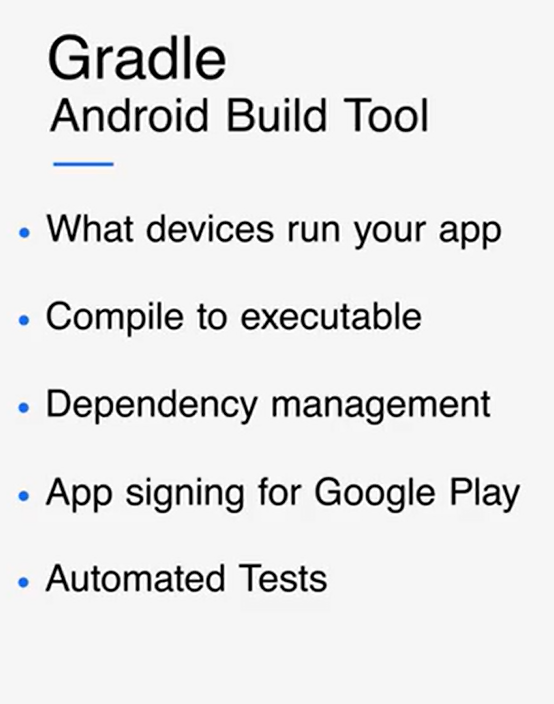 Gradle
Android Build Tool
What devices run your app
Compile to executable
Dependency management
App signing for Google Play
Automated Tests